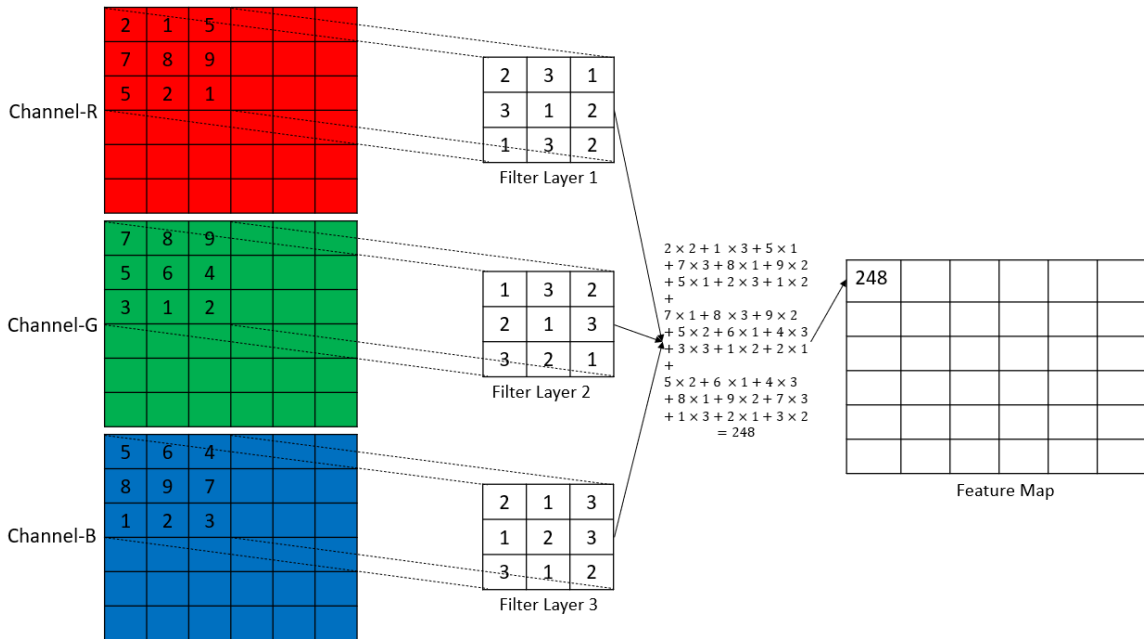 Channel-R
2 1 5
7 8 9
5 2 1
2 3 1
3 1 2
1 3 2
Filter Layer 1
Channel-G
7 8 9
5 6 4
3 1 2
1 3 2
2 1 3
3 2 1
Filter Layer 2
Channel-B
5 6 4
8 9 7
1 2 3
2 1 3
1 2 3
3 1 2
Filter Layer 3
2 × 2 + 1 × 3 + 5 × 1
+ 7 × 3 + 8 × 1 + 9 × 2
+ 5 × 1 + 2 × 3 + 1 × 2
+
7 × 1 + 8 × 3 + 9 × 2
+ 5 × 2 + 6 × 1 + 4 × 3
+ 3 × 3 + 1 × 2 + 2 × 1
+
5 × 2 + 6 × 1 + 4 × 3
+ 8 × 1 + 9 × 2 + 7 × 3
+ 1 × 3 + 2 × 1 + 3 × 2
= 248
248
Feature Map